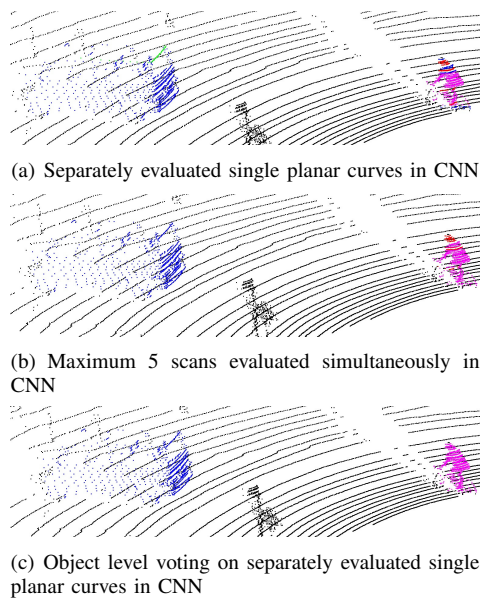 (a) Separately evaluated single planar curves in CNN
(b) Maximum 5 scans evaluated simultaneously in
CNN
(c) Object level voting on separately evaluated single
planar curves in CNN